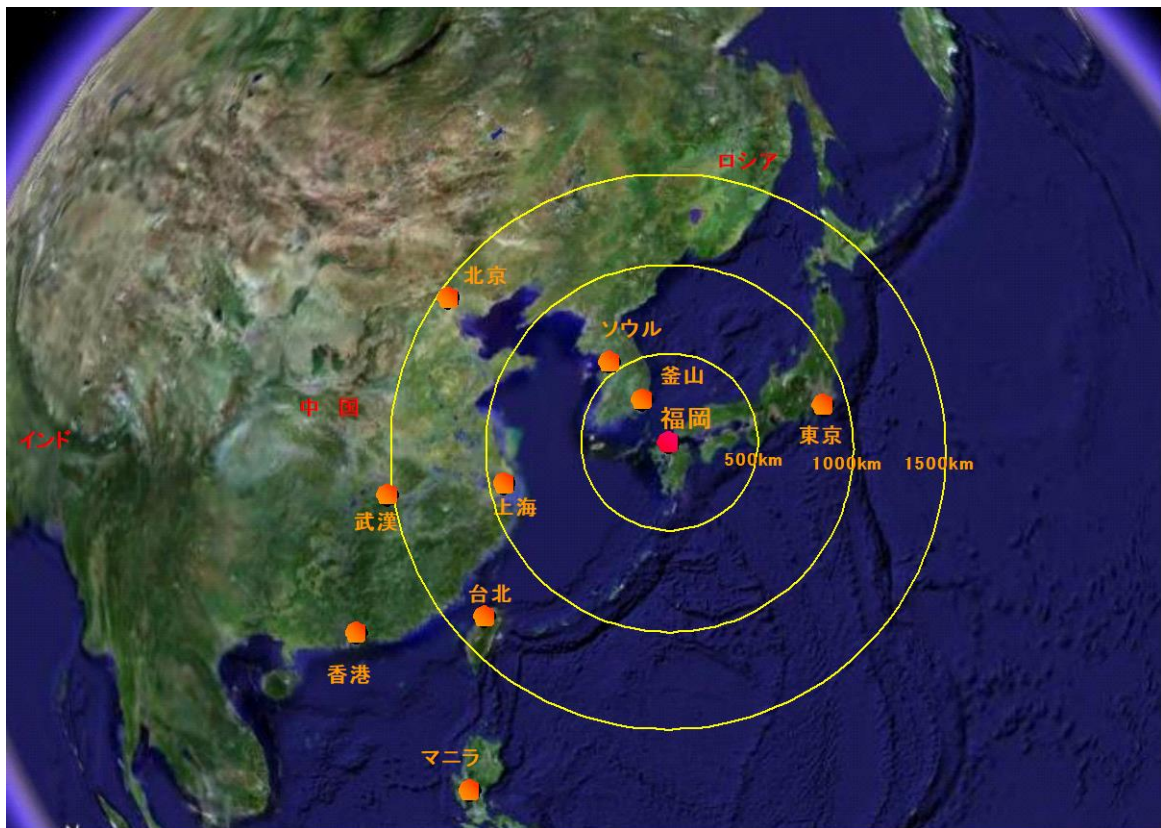 ロシア
北京
ソウル
釜山
中 国
福岡
インド
東京
500km
1000km
1500km
上海
武漢
台北
香港
マニラ